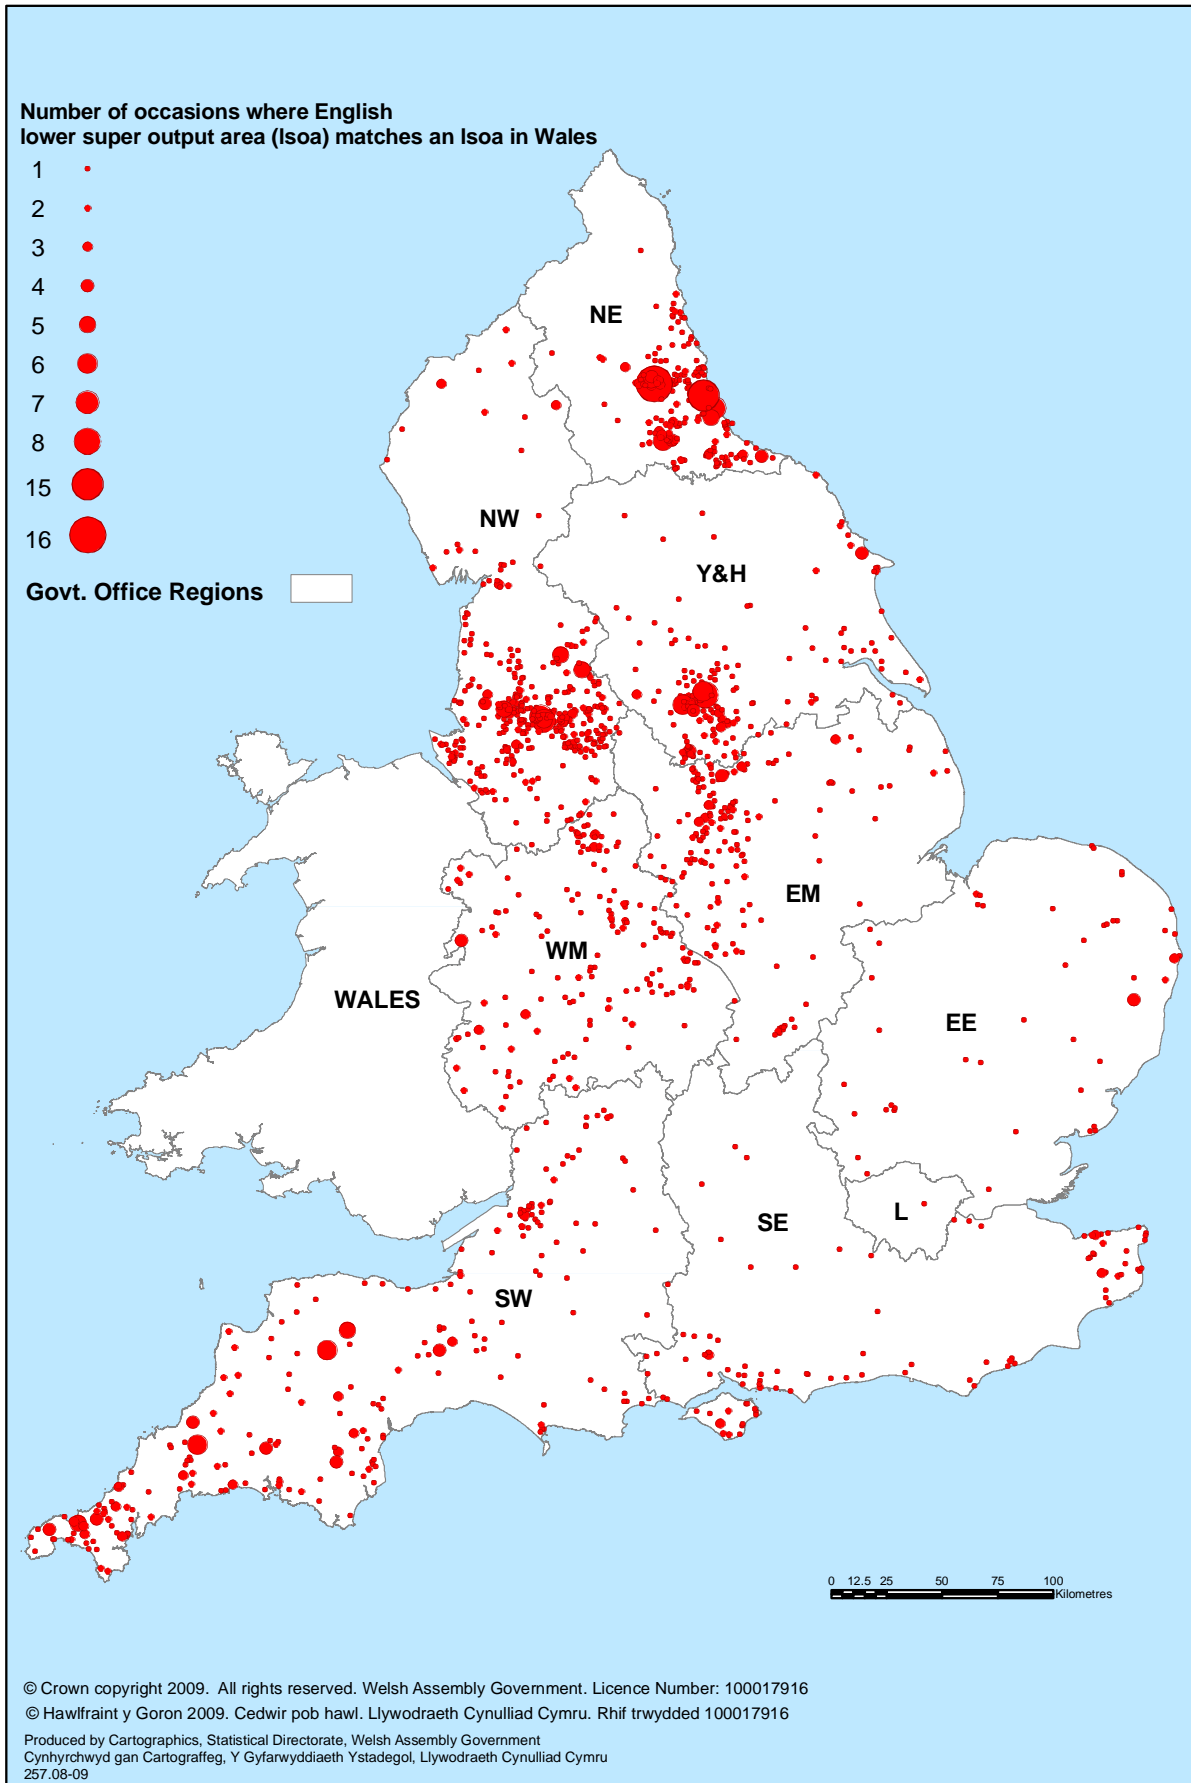 Number of occasions where English
lower super output area (lsoa) matches an lsoa in Wales
1
2
3
4
5
6
7
8
15
16
Govt. Office Regions
NE
NW
Y&H
EM
WM
WALES
EE
L
SE
SW
0 12.5 25 50 75 100
Kilometres
© Crown copyright 2009. All rights reserved. Welsh Assembly Government. Licence Number: 100017916
© Hawlfraint y Goron 2009. Cedwir pob hawl. Llywodraeth Cynulliad Cymru. Rhif trwydded 100017916
Produced by Cartographics, Statistical Directorate, Welsh Assembly Government
Cynhyrchwyd gan Cartograffeg, Y Gyfarwyddiaeth Ystadegol, Llywodraeth Cynulliad Cymru
257.08-09